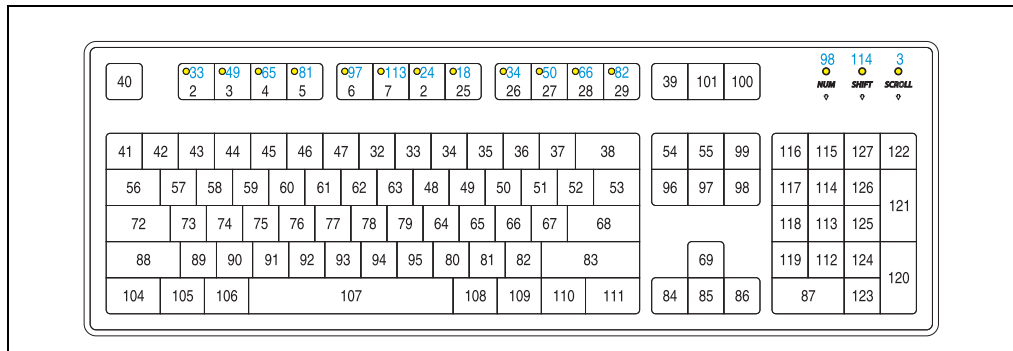 98 114 3
33 49 65 81 97 113 24 18 34 50 66 82
40 2 3 4 5 6 7 2 25 26 27 28 29 39 101 100
NUM SHIFT SCROLL
41 42 43 44 45 46 47 32 33 34 35 36 37 38 54 55 99 116 115 127 122
56 57 58 59 60 61 62 63 48 49 50 51 52 53 96 97 98 117 114 126
121
72 73 74 75 76 77 78 79 64 65 66 67 68 118 113 125
88 89 90 91 92 93 94 95 80 81 82 83 69 119 112 124
120
104 105 106 107 108 109 110 111 84 85 86 87 123